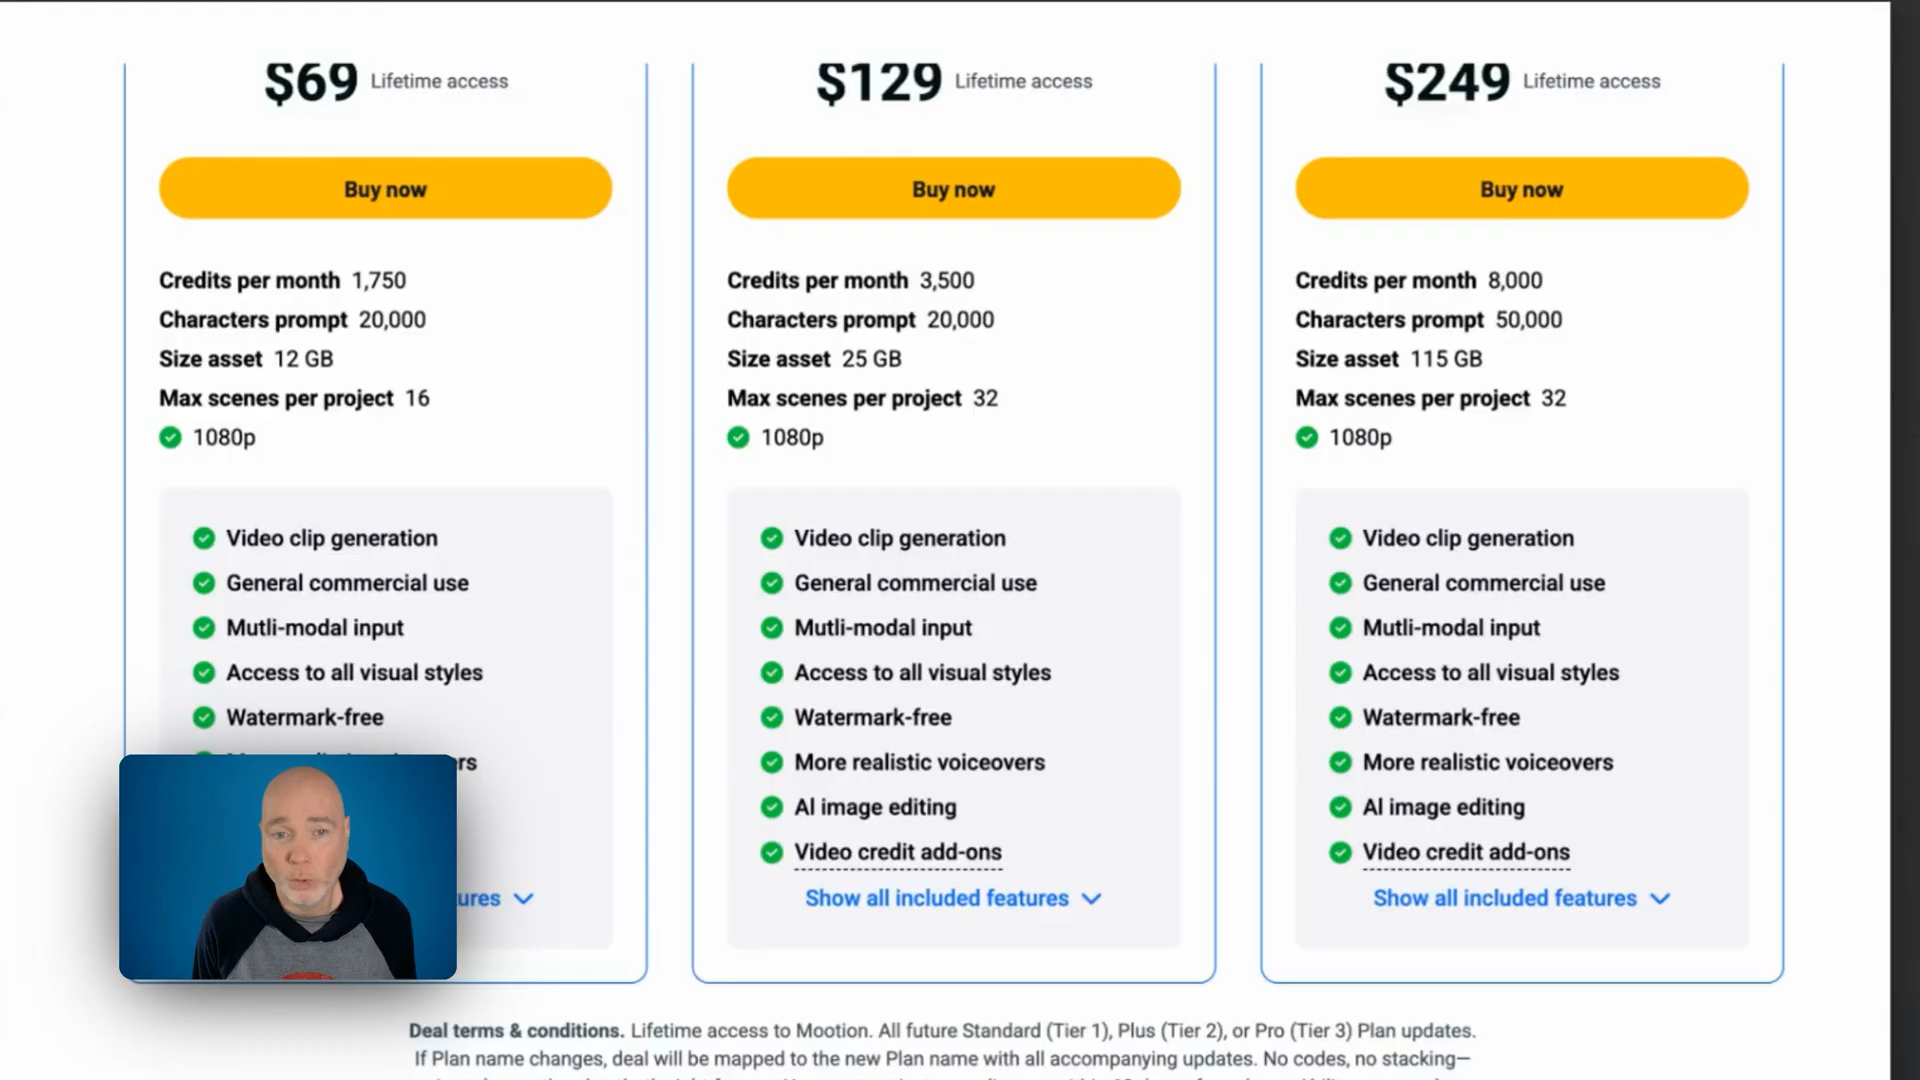 $69 Lifetime access
Buy now
Credits per month 1,750
Characters prompt 20,000
Size asset 12 GB
Max scenes per project 16
1080p
Video clip generation
General commercial use
Mutli-modal input
Access to all visual styles
Watermark-free
$129 Lifetime access
Buy now
Credits per month 3,500
Characters prompt 20,000
Size asset 25 GB
Max scenes per project 32
1080p
Video clip generation
General commercial use
Mutli-modal input
Access to all visual styles
Watermark-free
More realistic voiceovers
AI image editing
Video credit add-ons
Show all included features
$249 Lifetime access
Buy now
Credits per month 8,000
Characters prompt 50,000
Size asset 115 GB
Max scenes per project 32
1080p
Video clip generation
General commercial use
Mutli-modal input
Access to all visual styles
Watermark-free
More realistic voiceovers
AI image editing
Video credit add-ons
Show all included features
Deal terms & conditions. Lifetime access to Mootion. All future Standard (Tier 1), Plus (Tier 2), or Pro (Tier 3) Plan updates.
If Plan name changes, deal will be mapped to the new Plan name with all accompanying updates. No codes, no stacking—